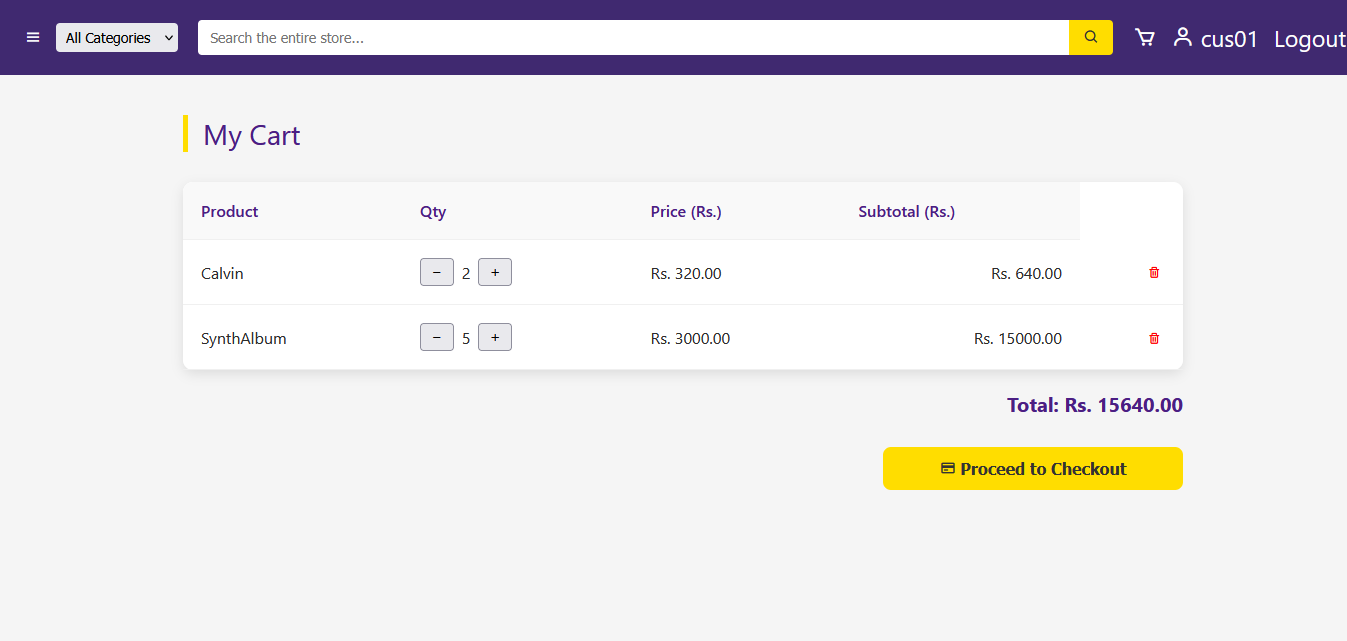 All Categories Search the entire store... cus01 Logout
My Cart
Product Qty Price (Rs.) Subtotal (Rs.)
Calvin − 2 + Rs. 320.00 Rs. 640.00
SynthAlbum − 5 + Rs. 3000.00 Rs. 15000.00
Total: Rs. 15640.00
Proceed to Checkout